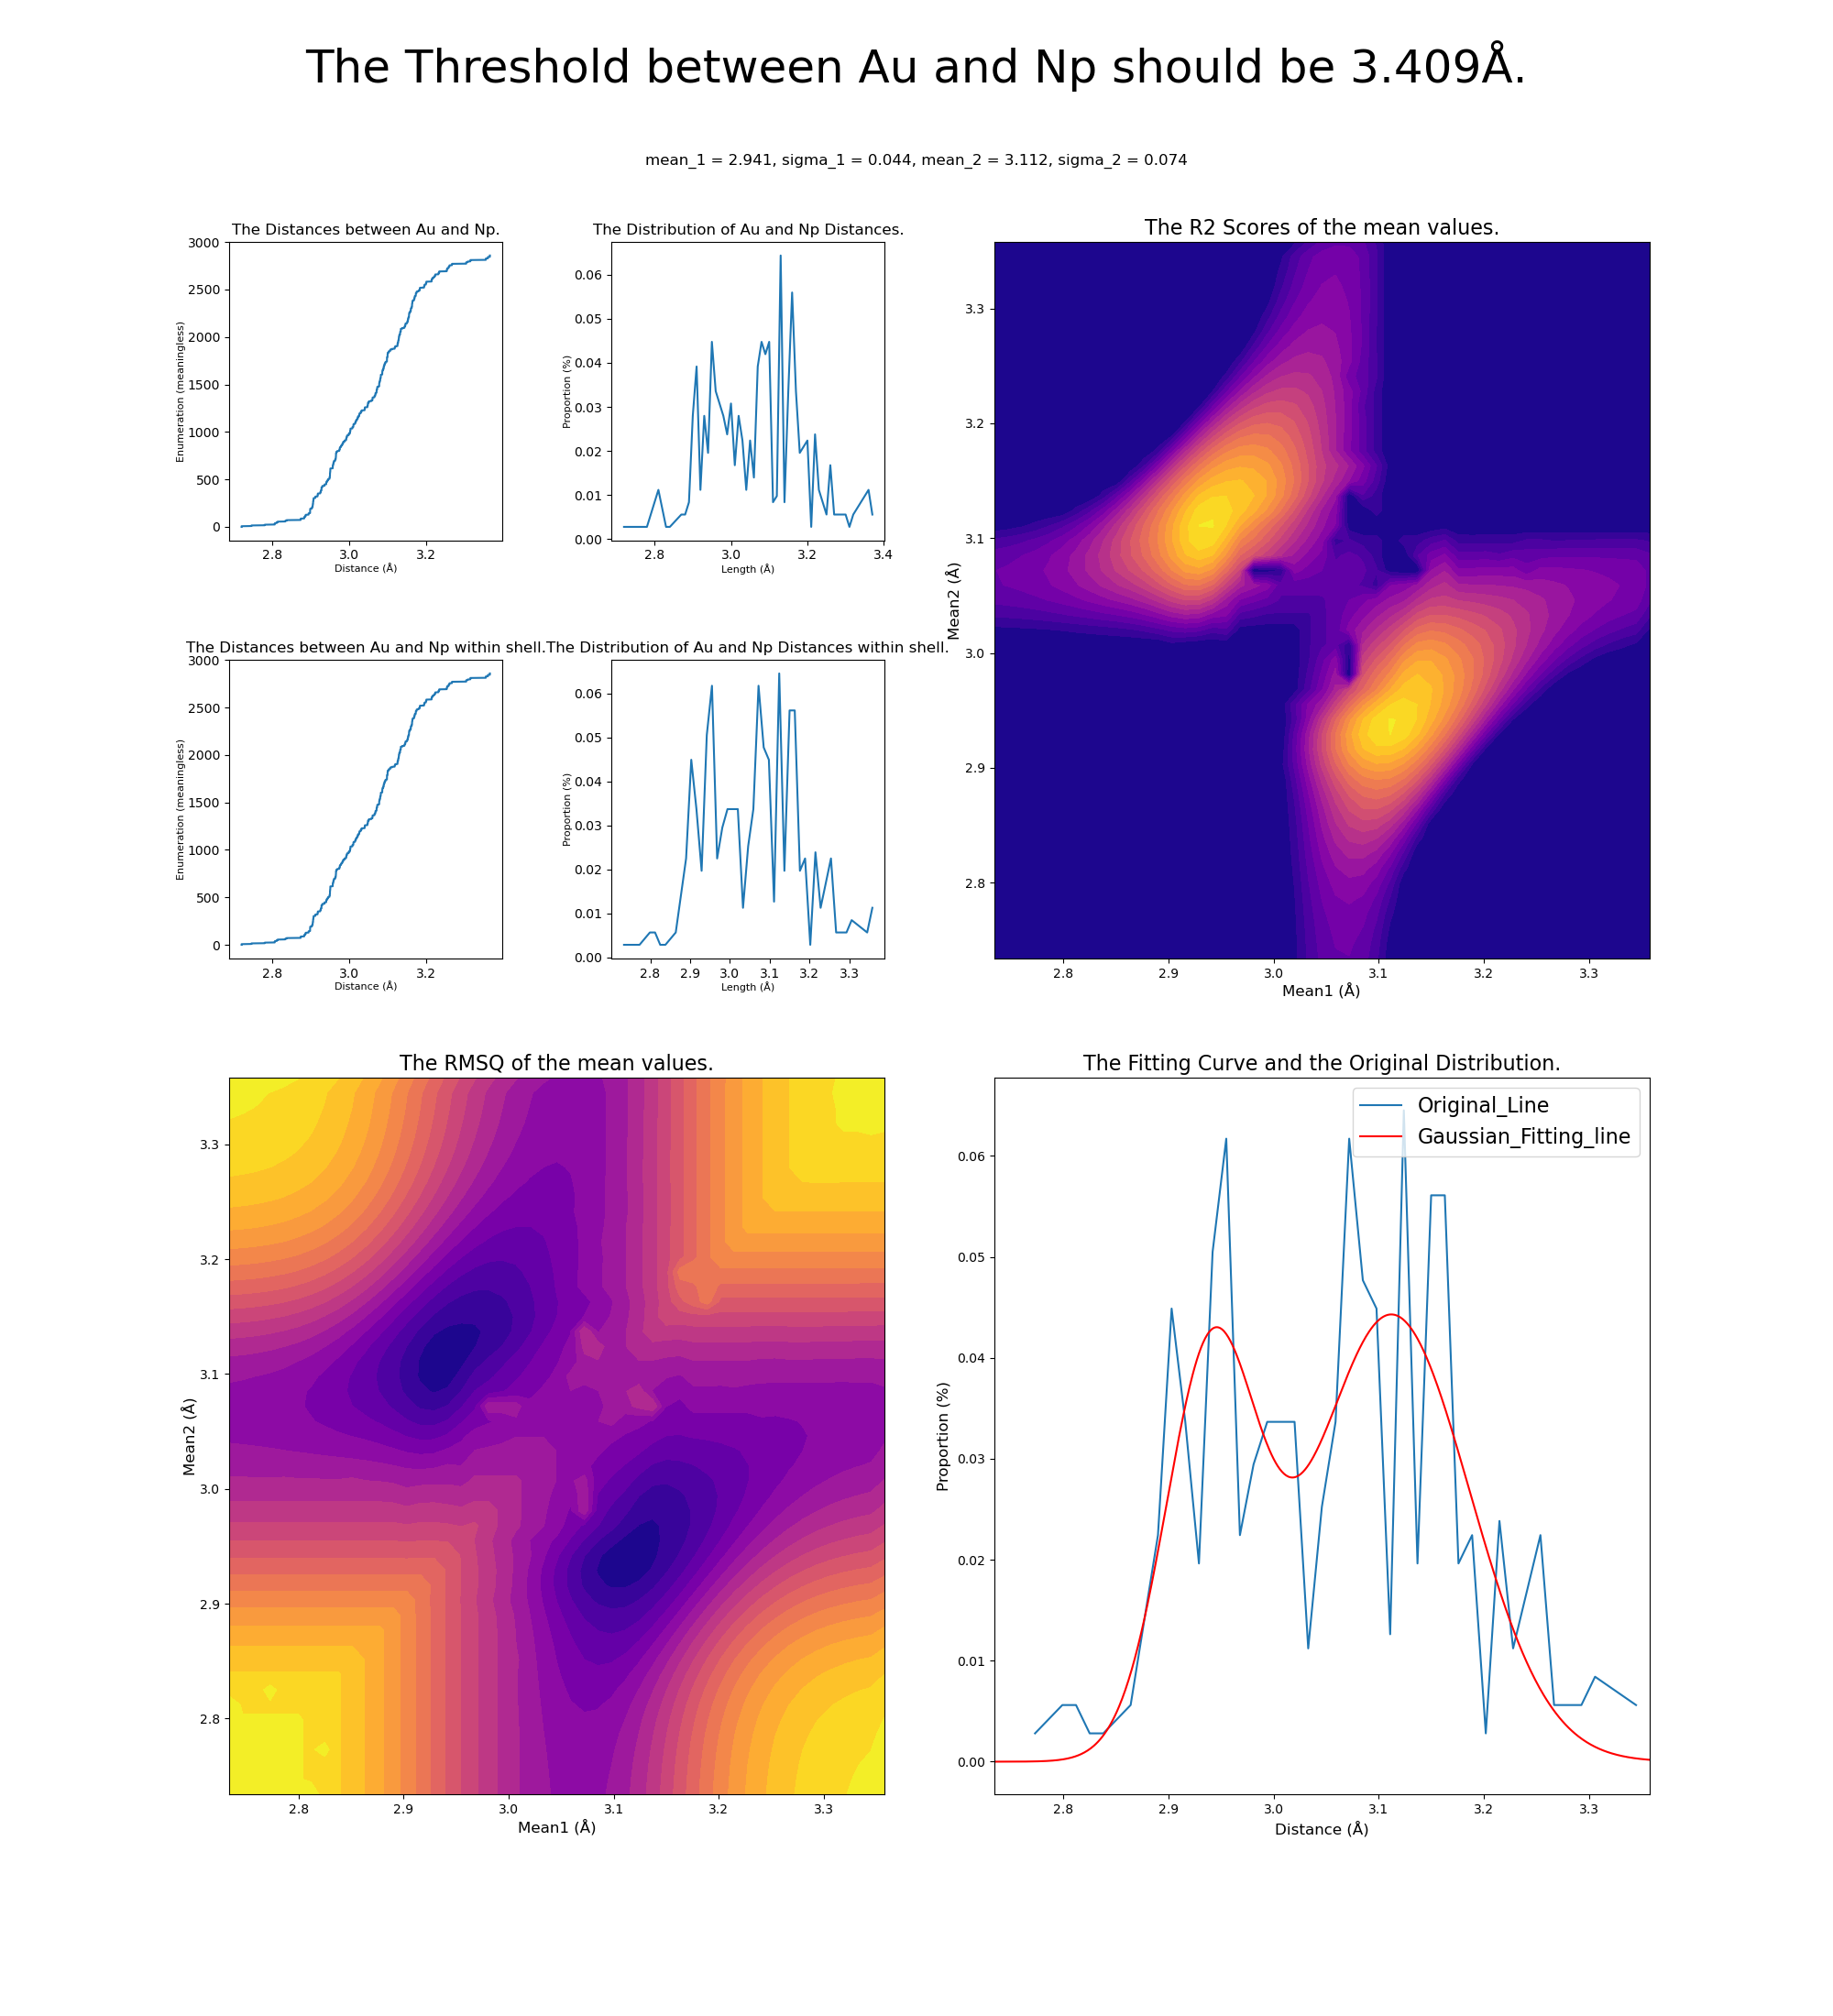 The Threshold between Au and Np should be 3.409Å.
mean_1 = 2.941, sigma_1 = 0.044, mean_2 = 3.112, sigma_2 = 0.074
The Distances between Au and Np.
3000
2500
2000
1500
1000
500
0
Enumeration (meaningless)
2.8 3.0 3.2
Distance (Å)
The Distribution of Au and Np Distances.
0.06
0.05
0.04
0.03
0.02
0.01
0.00
Proportion (%)
2.8 3.0 3.2 3.4
Length (Å)
The R2 Scores of the mean values.
3.3
3.2
3.1
3.0
2.9
2.8
Mean2 (Å)
2.8 2.9 3.0 3.1 3.2 3.3
Mean1 (Å)
The Distances between Au and Np within shell.
3000
2500
2000
1500
1000
500
0
Enumeration (meaningless)
2.8 3.0 3.2
Distance (Å)
The Distribution of Au and Np Distances within shell.
0.06
0.05
0.04
0.03
0.02
0.01
0.00
Proportion (%)
2.8 2.9 3.0 3.1 3.2 3.3
Length (Å)
The RMSQ of the mean values.
3.3
3.2
3.1
3.0
2.9
2.8
Mean2 (Å)
2.8 2.9 3.0 3.1 3.2 3.3
Mean1 (Å)
The Fitting Curve and the Original Distribution.
Original_Line
Gaussian_Fitting_line
0.06
0.05
0.04
0.03
0.02
0.01
0.00
Proportion (%)
2.8 2.9 3.0 3.1 3.2 3.3
Distance (Å)